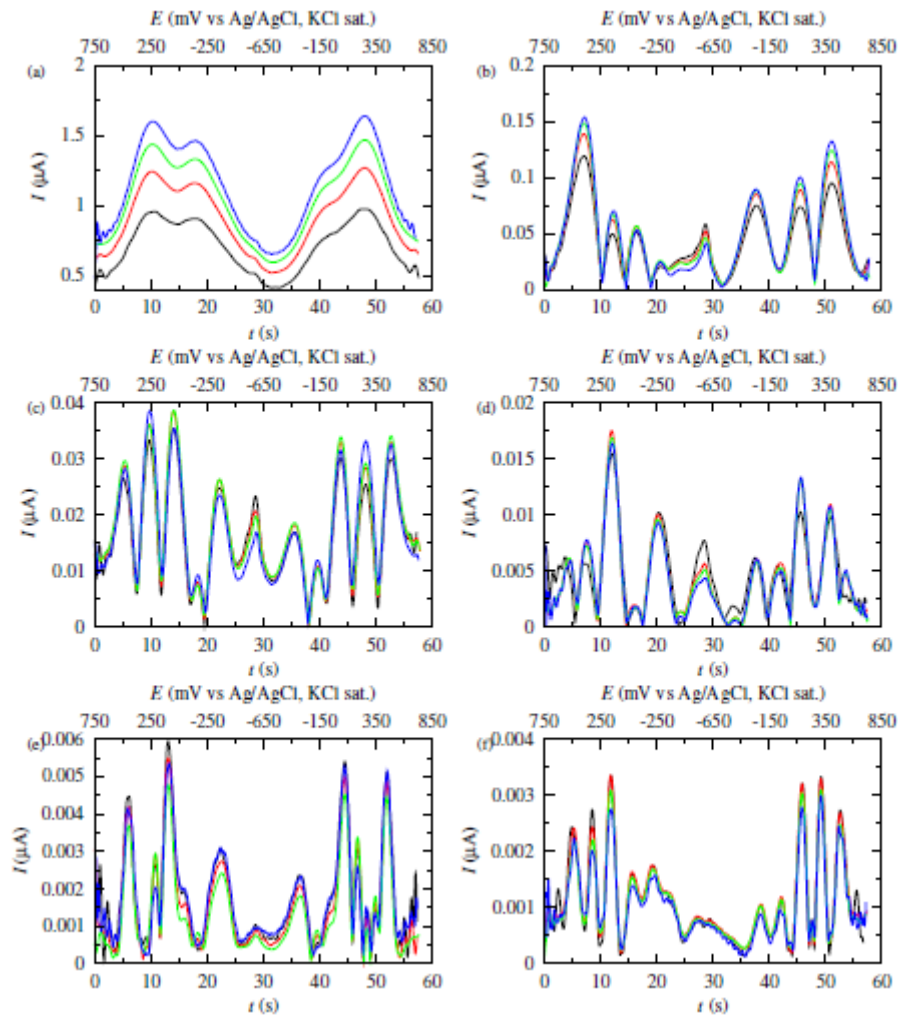 E (mV vs Ag/AgCl, KCl sat.)
750 250 -250 -650 -150 350 850
(a)
2
1.5
1
0.5
I (μA)
0 10 20 30 40 50 60
t (s)
E (mV vs Ag/AgCl, KCl sat.)
750 250 -250 -650 -150 350 850
(b)
0.2
0.15
0.1
0.05
0
I (μA)
0 10 20 30 40 50 60
t (s)
E (mV vs Ag/AgCl, KCl sat.)
750 250 -250 -650 -150 350 850
(c)
0.04
0.03
0.02
0.01
0
I (μA)
0 10 20 30 40 50 60
t (s)
E (mV vs Ag/AgCl, KCl sat.)
750 250 -250 -650 -150 350 850
(d)
0.02
0.015
0.01
0.005
0
I (μA)
0 10 20 30 40 50 60
t (s)
E (mV vs Ag/AgCl, KCl sat.)
750 250 -250 -650 -150 350 850
(e)
0.006
0.005
0.004
0.003
0.002
0.001
0
I (μA)
0 10 20 30 40 50 60
t (s)
E (mV vs Ag/AgCl, KCl sat.)
750 250 -250 -650 -150 350 850
(f)
0.004
0.003
0.002
0.001
0
I (μA)
0 10 20 30 40 50 60
t (s)